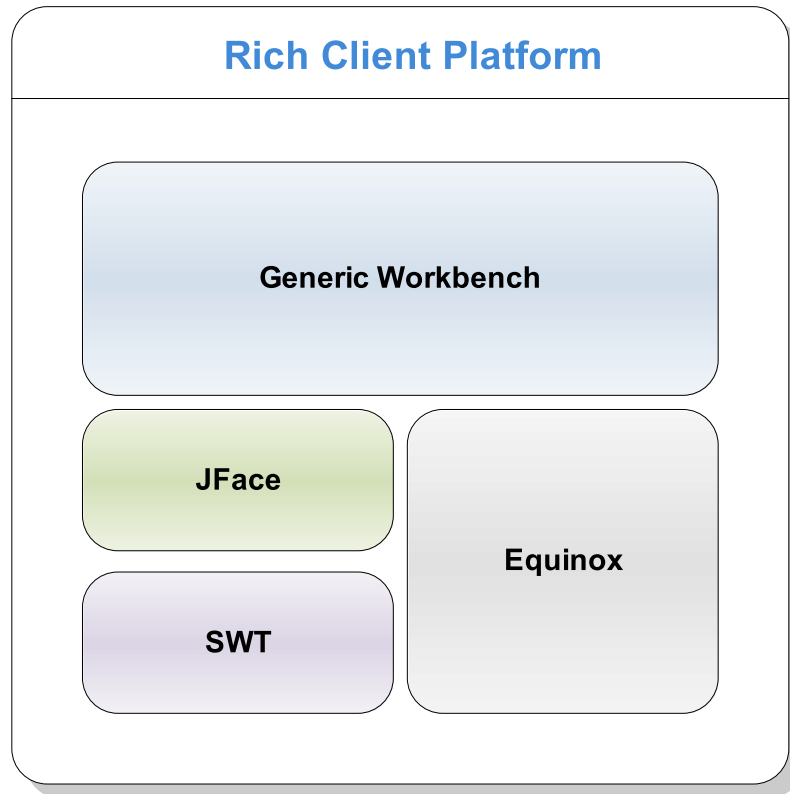 Rich Client Platform
Generic Workbench
JFace
Equinox
SWT